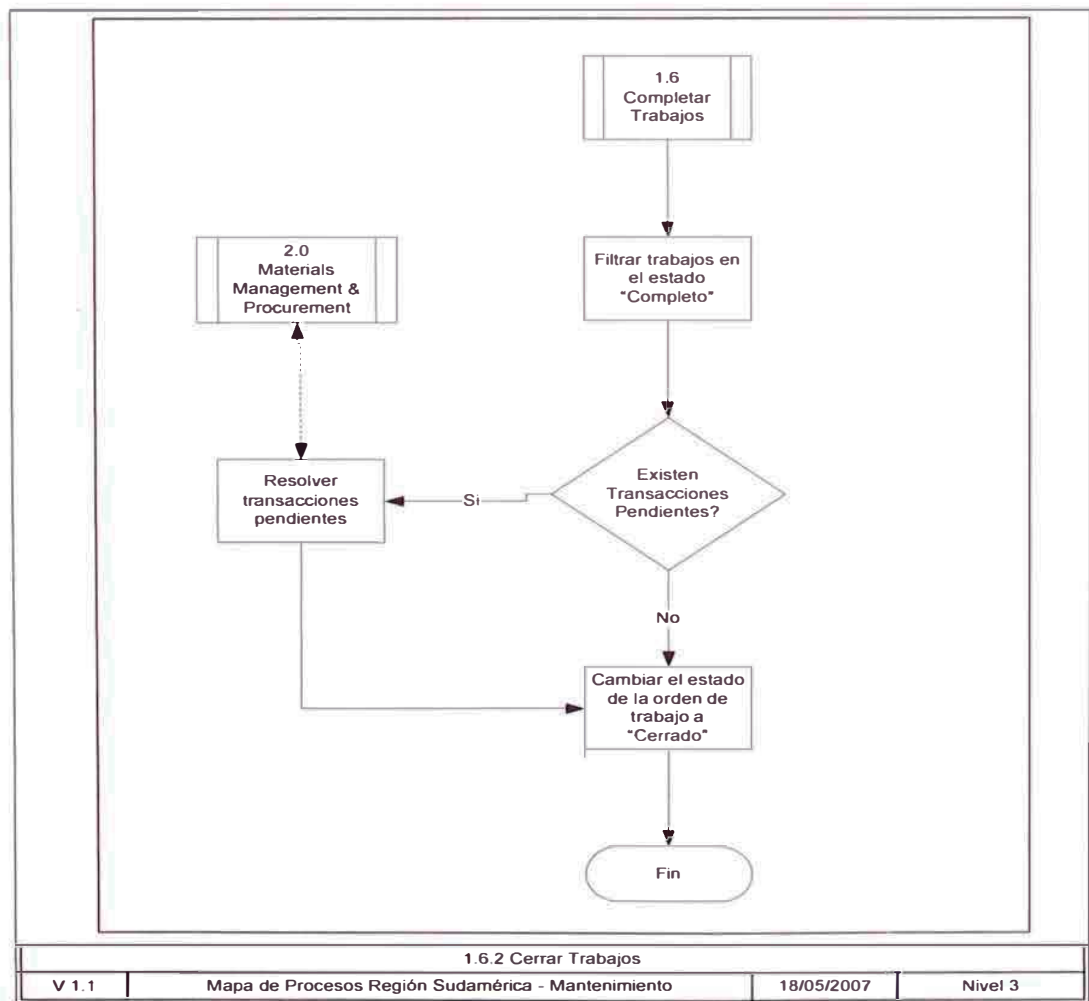 1.6
Completar
Trabajos
2.0
Materials
Management &
Procurement
Filtrar trabajos en
el estado
"Completo"
Resolver
transacciones
pendientes
Si
Existen
Transacciones
Pendientes?
No
Cambiar el estado
de la orden de
trabajo a
"Cerrado"
Fin
1.6.2 Cerrar Trabajos
V 1.1 Mapa de Procesos Región Sudamérica - Mantenimiento 18/05/2007 Nivel 3